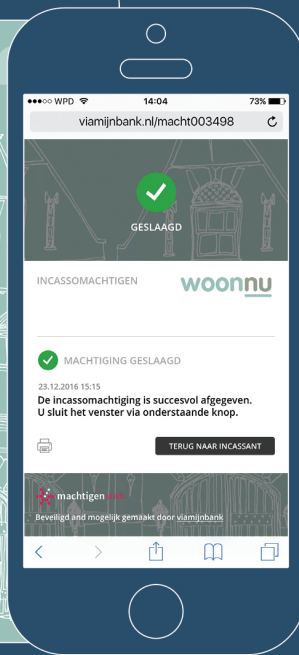 WPD 14:04 73%
viamijnbank.nl/macht003498
GESLAAGD
INCASSOMACHTIGEN woonnu
MACHTIGING GESLAAGD
23.12.2016 15:15
De incassomachtiging is succesvol afgegeven.
U sluit het venster via onderstaande knop.
TERUG NAAR INCASSANT
machtigen
Beveiligd and mogelijk gemaakt door viamijnbank